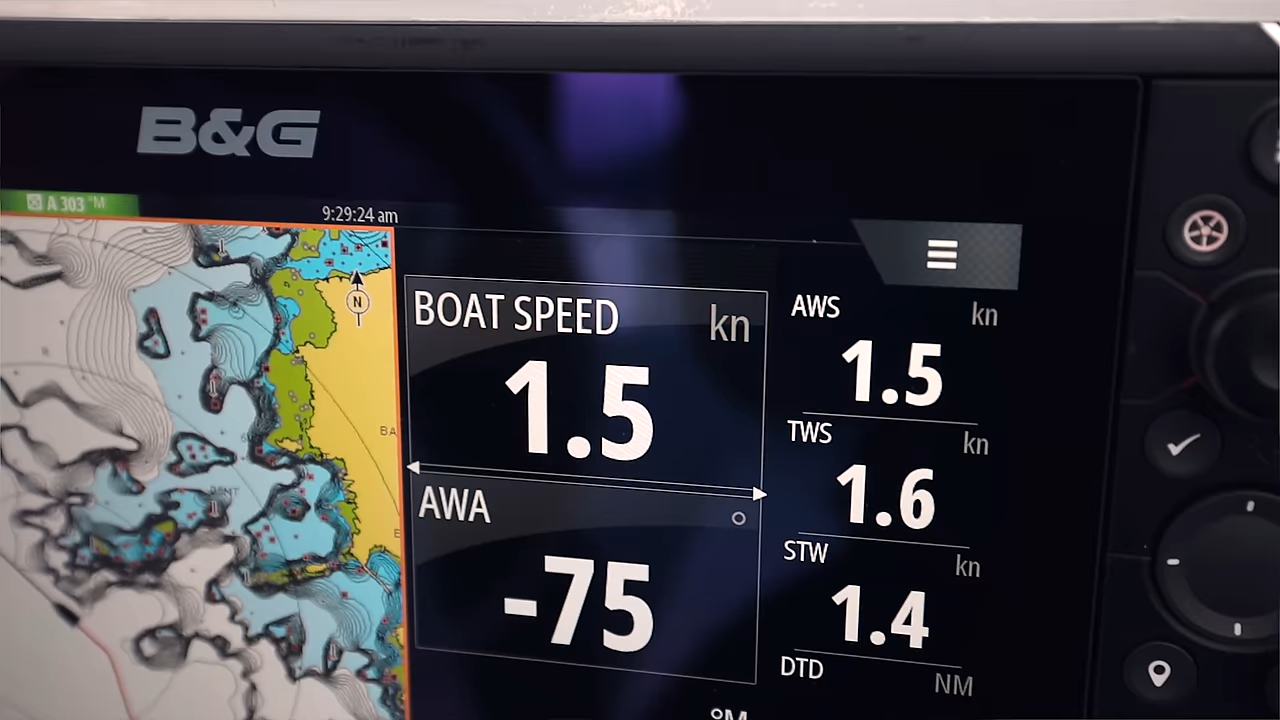 B&G
A 303 °M
9:29:24 am
N
BOAT SPEED kn
1.5
AWA °
-75
AWS kn
1.5
TWS kn
1.6
STW kn
1.4
DTD NM
°M
BA